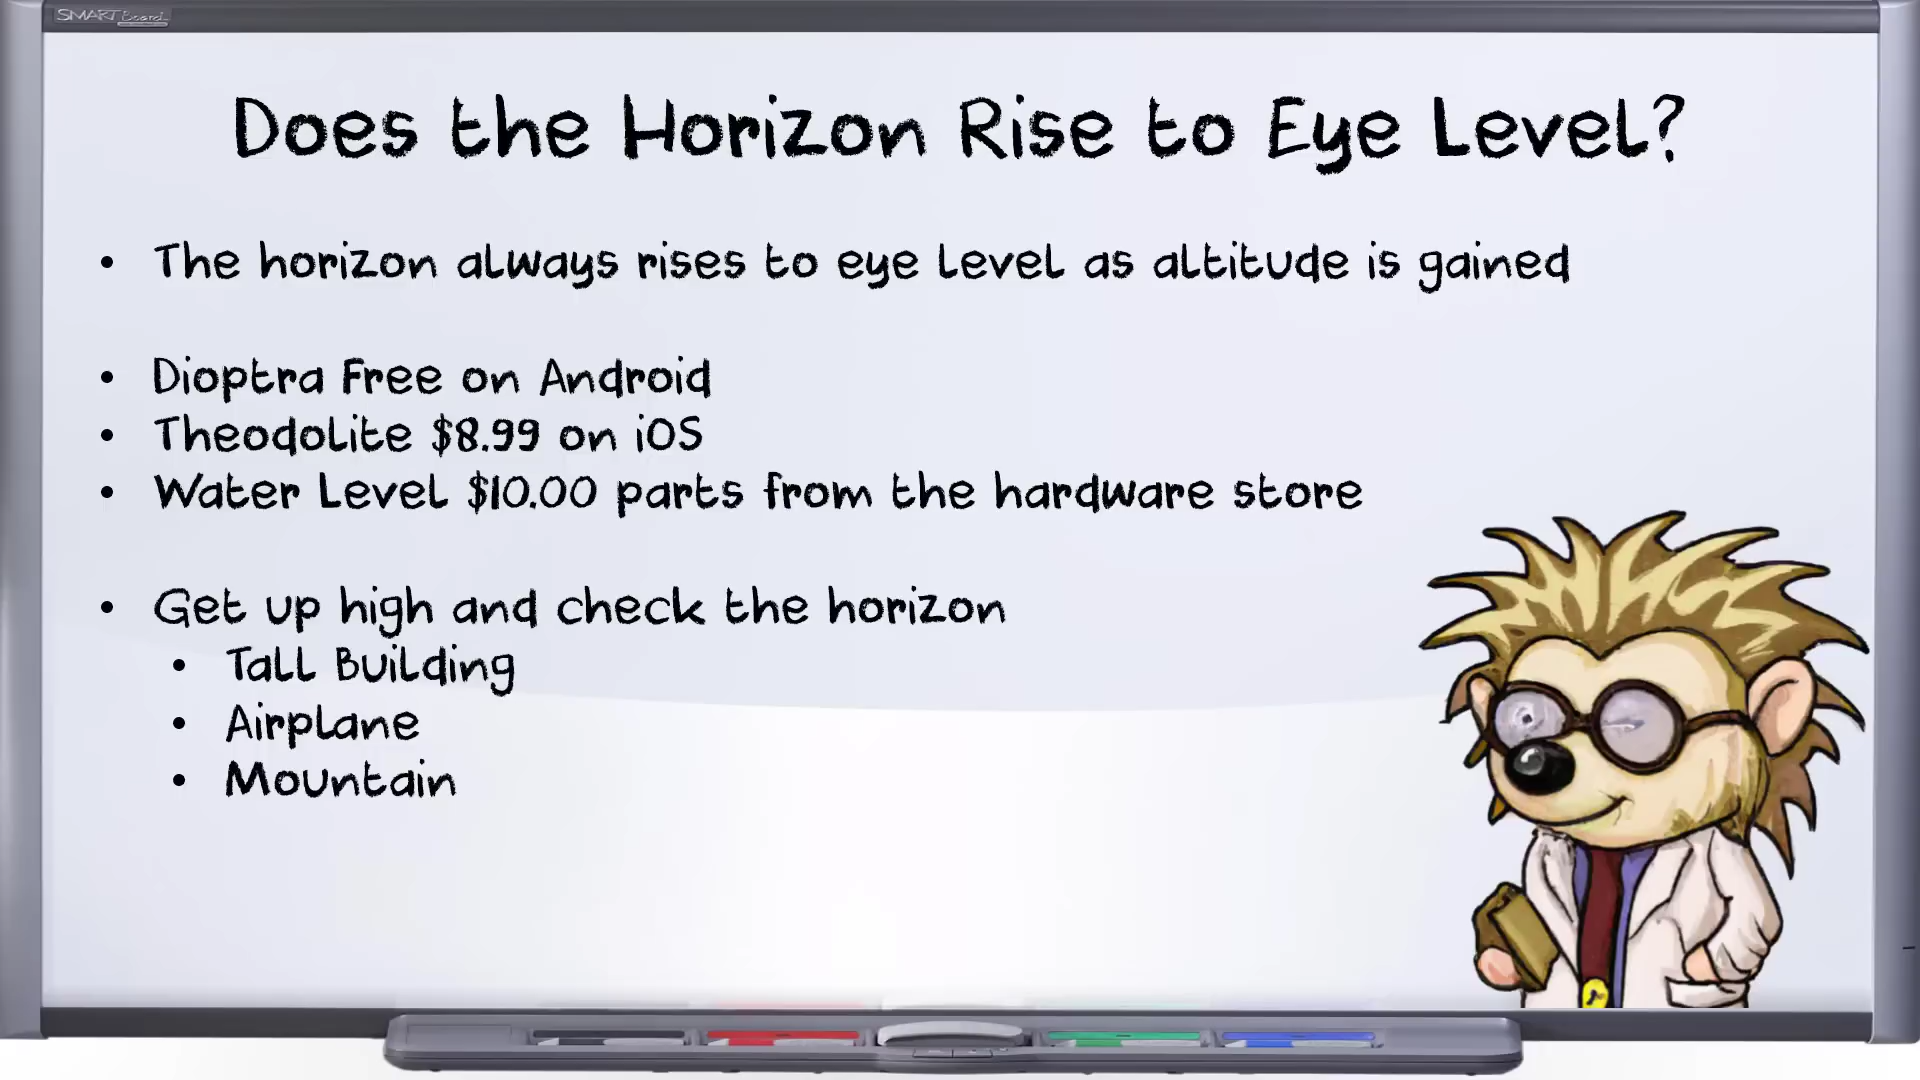 SMART Board
Does the Horizon Rise to Eye Level?
• The horizon always rises to eye level as altitude is gained
• Dioptra Free on Android
• Theodolite $8.99 on iOS
• Water Level $10.00 parts from the hardware store
• Get up high and check the horizon
• Tall Building
• Airplane
• Mountain